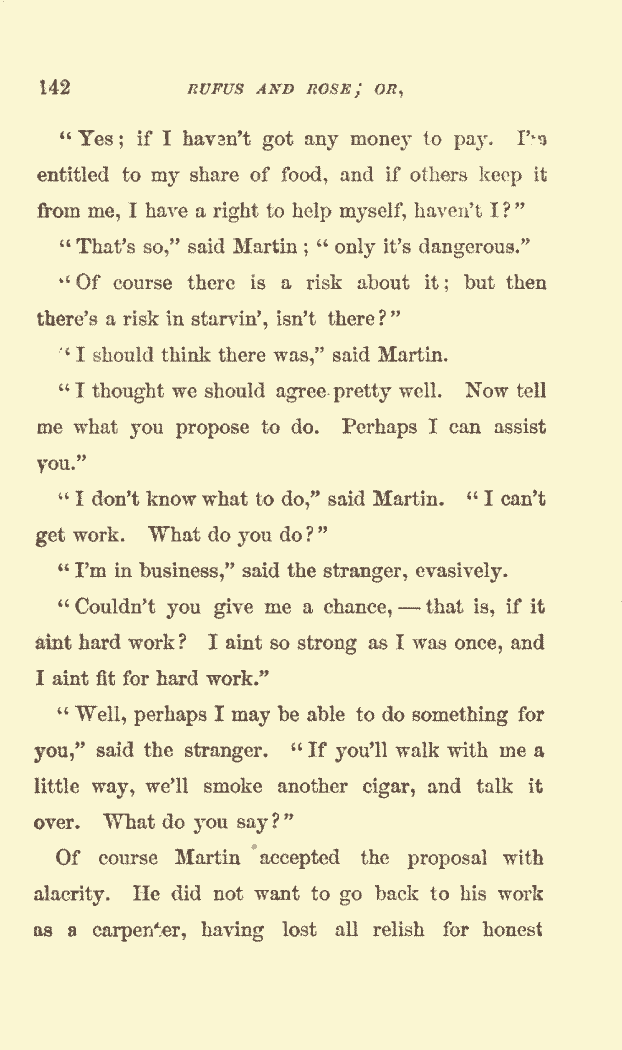 142 RUFUS AND ROSE; OR,
“Yes; if I haven't got any money to pay. I'm
entitled to my share of food, and if others keep it
from me, I have a right to help myself, haven't I?”
“That's so,” said Martin; “only it's dangerous.”
“Of course there is a risk about it; but then
there's a risk in starvin', isn't there?”
“I should think there was,” said Martin.
“I thought we should agree pretty well. Now tell
me what you propose to do. Perhaps I can assist
you.”
“I don't know what to do,” said Martin. “I can't
get work. What do you do?”
“I'm in business,” said the stranger, evasively.
“Couldn't you give me a chance, — that is, if it
aint hard work? I aint so strong as I was once, and
I aint fit for hard work.”
“Well, perhaps I may be able to do something for
you,” said the stranger. “If you'll walk with me a
little way, we'll smoke another cigar, and talk it
over. What do you say?”
Of course Martin accepted the proposal with
alacrity. He did not want to go back to his work
as a carpenter, having lost all relish for honest